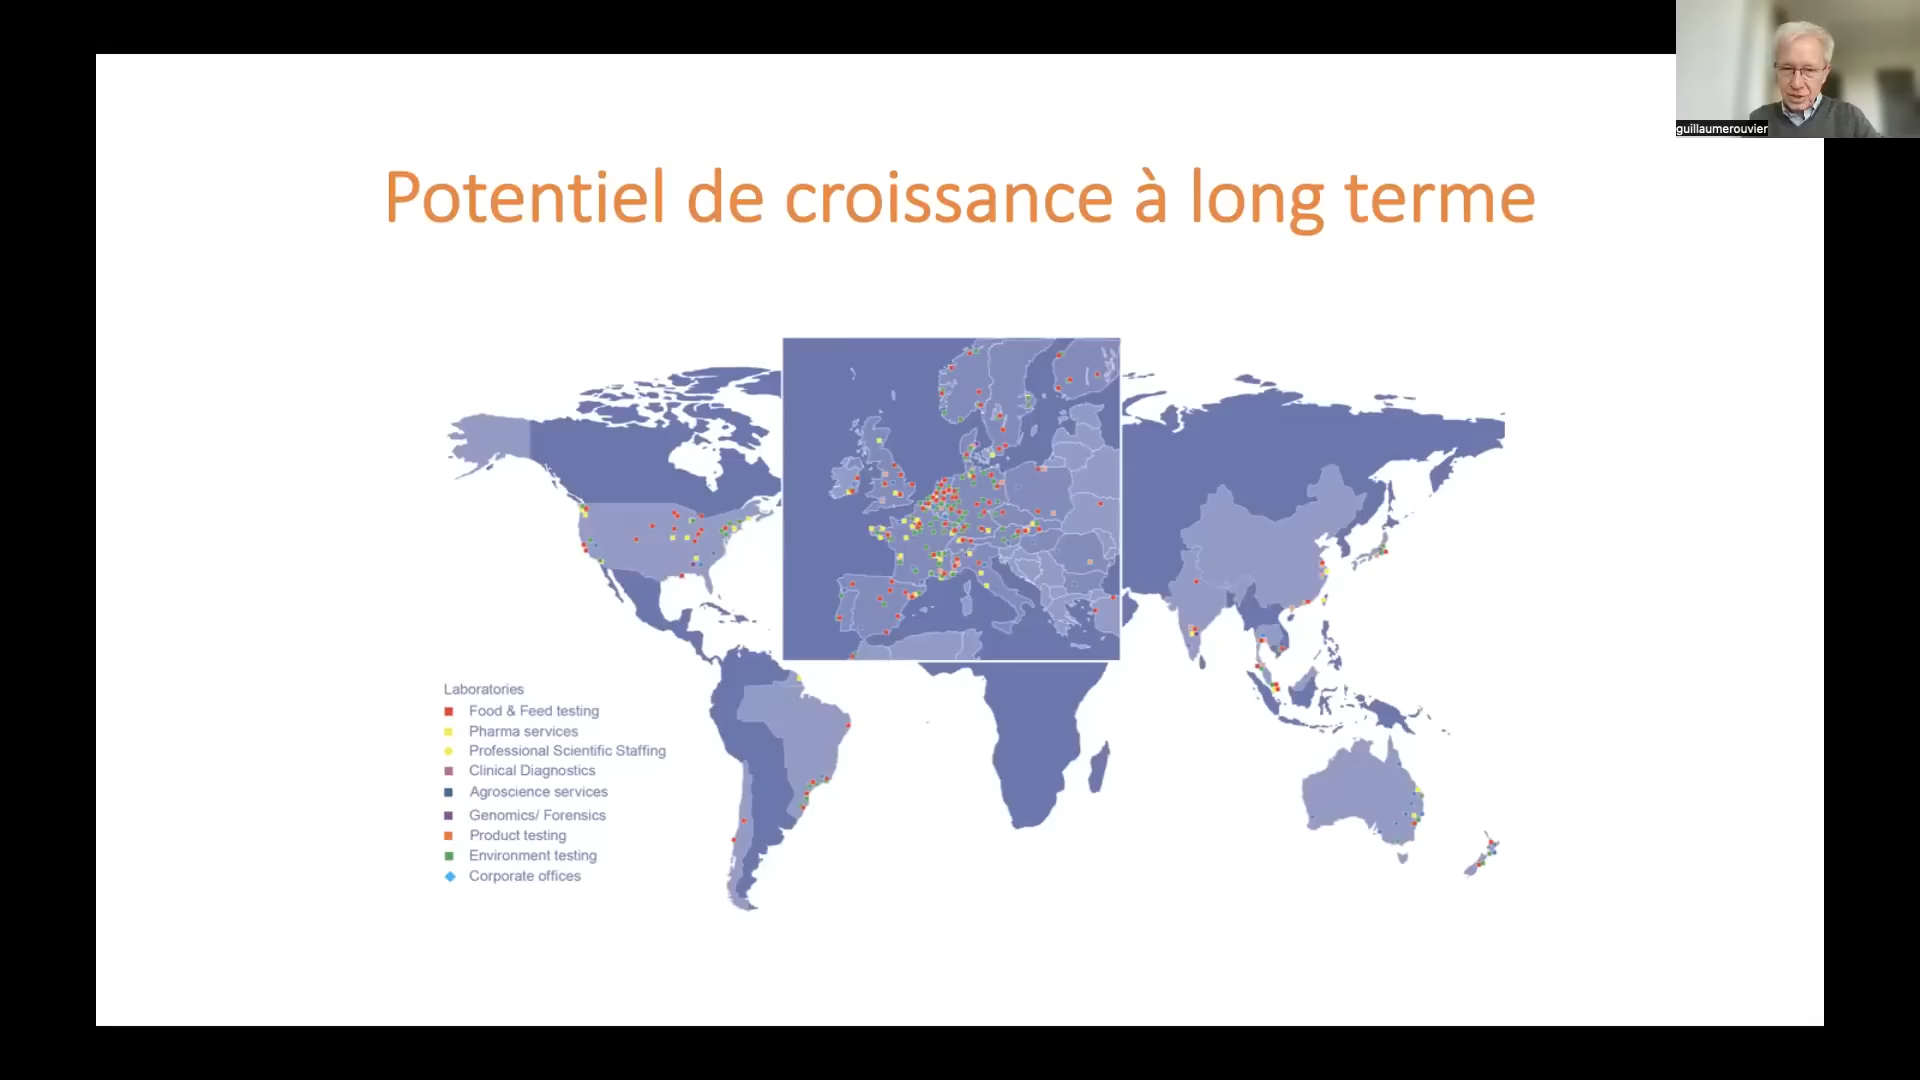 guillaumerouvier
Potentiel de croissance à long terme
Laboratories
Food & Feed testing
Pharma services
Professional Scientific Staffing
Clinical Diagnostics
Agroscience services
Genomics/ Forensics
Product testing
Environment testing
Corporate offices